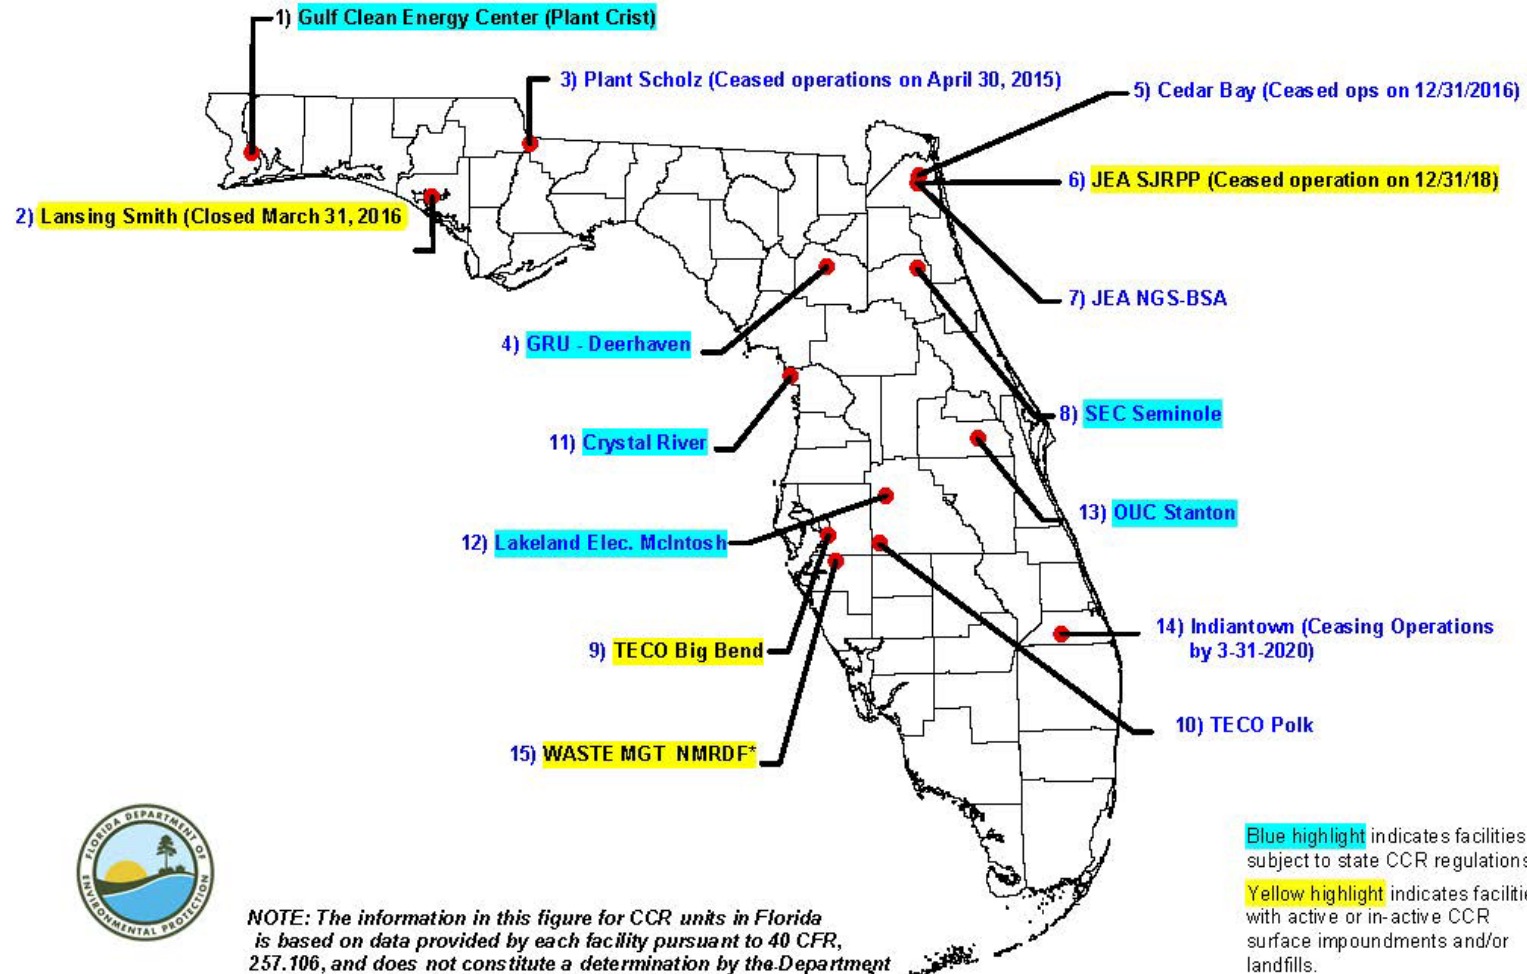 1) Gulf Clean Energy Center (Plant Crist)
3) Plant Scholz (Ceased operations on April 30, 2015)
5) Cedar Bay (Ceased ops on 12/31/2016)
6) JEA SJRPP (Ceased operation on 12/31/18)
2) Lansing Smith (Closed March 31, 2016
7) JEA NGS-BSA
4) GRU - Deerhaven
8) SEC Seminole
11) Crystal River
13) OUC Stanton
12) Lakeland Elec. McIntosh
14) Indiantown (Ceasing Operations
by 3-31-2020)
9) TECO Big Bend
10) TECO Polk
15) WASTE MGT NMRDF*
FLORIDA DEPARTMENT OF
ENVIRONMENTAL PROTECTION
Blue highlight indicates facilities
subject to state CCR regulations
Yellow highlight indicates facilitie
with active or in-active CCR
surface impoundments and/or
landfills.
NOTE: The information in this figure for CCR units in Florida
is based on data provided by each facility pursuant to 40 CFR,
257.106, and does not constitute a determination by the Department